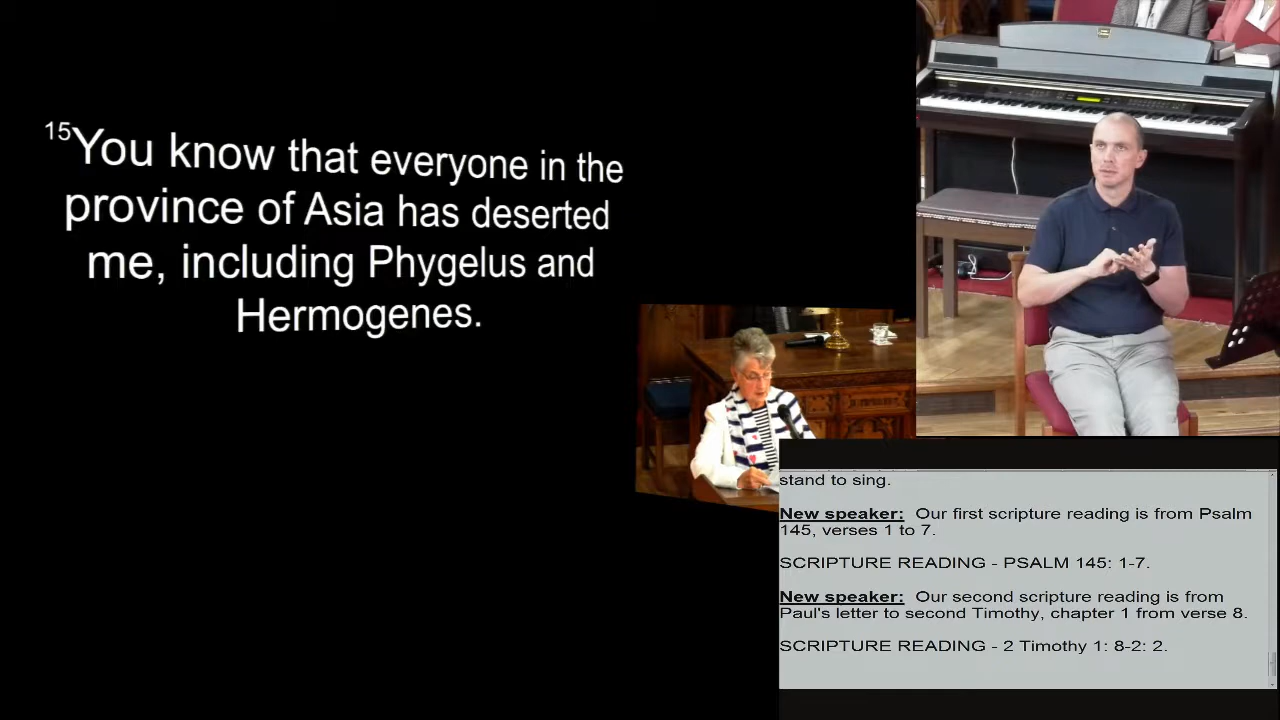 15You know that everyone in the
province of Asia has deserted
me, including Phygelus and
Hermogenes.
stand to sing.
New speaker: Our first scripture reading is from Psalm
145, verses 1 to 7.
SCRIPTURE READING - PSALM 145: 1-7.
New speaker: Our second scripture reading is from
Paul's letter to second Timothy, chapter 1 from verse 8.
SCRIPTURE READING - 2 Timothy 1: 8-2: 2.